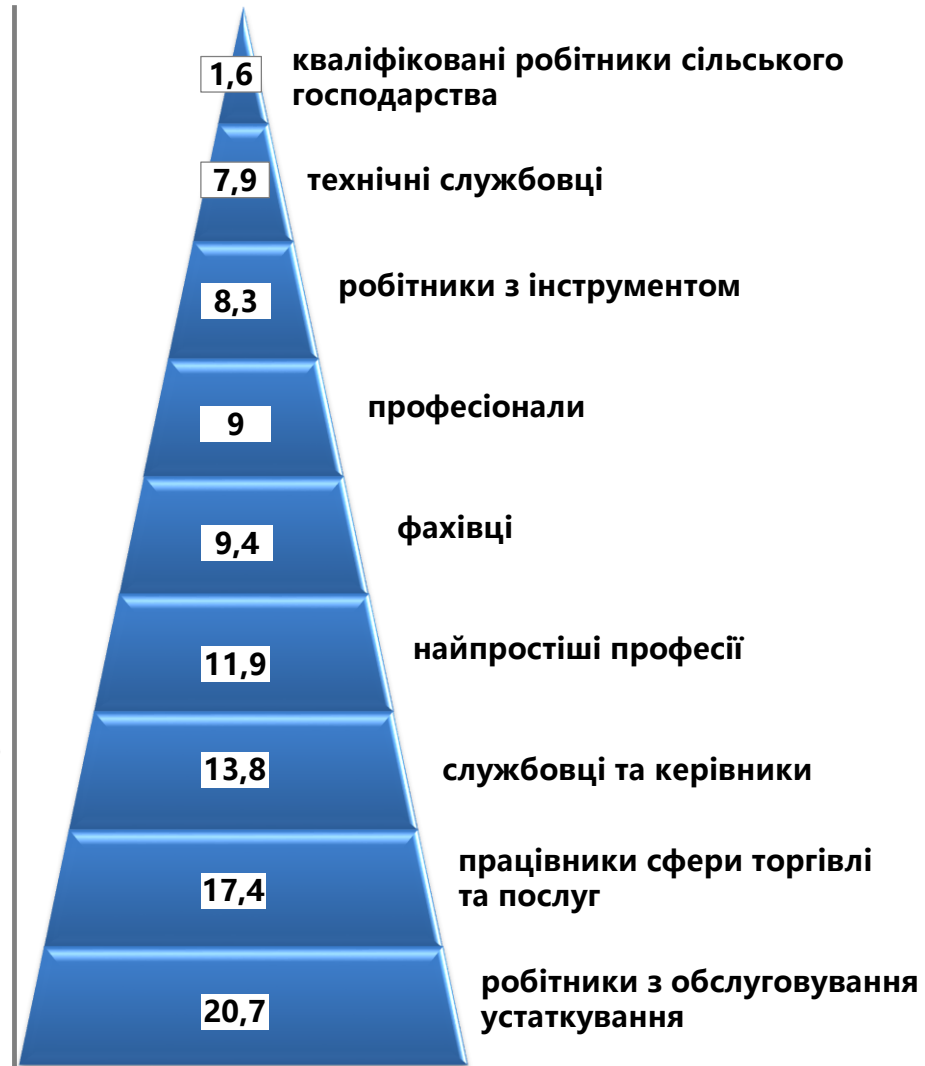 1,6
кваліфіковані робітники сільського
господарства
7,9
технічні службовці
8,3
робітники з інструментом
9
професіонали
9,4
фахівці
11,9
найпростіші професії
13,8
службовці та керівники
17,4
працівники сфери торгівлі
та послуг
20,7
робітники з обслуговування
устаткування